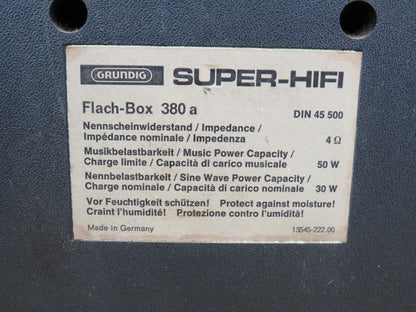 GRUNDIG SUPER-HIFI
Flach-Box 380 a DIN 45 500
Nennscheinwiderstand / Impedance /
Impédance nominale / Impedenza 4 Ω
Musikbelastbarkeit / Music Power Capacity /
Charge limite / Capacità di carico musicale 50 W
Nennbelastbarkeit / Sine Wave Power Capacity /
Charge nominale / Capacità di carico nominale 30 W
Vor Feuchtigkeit schützen! Protect against moisture!
Craint l'humidité! Protezione contro l'umidità!
Made in Germany 13545-222.00